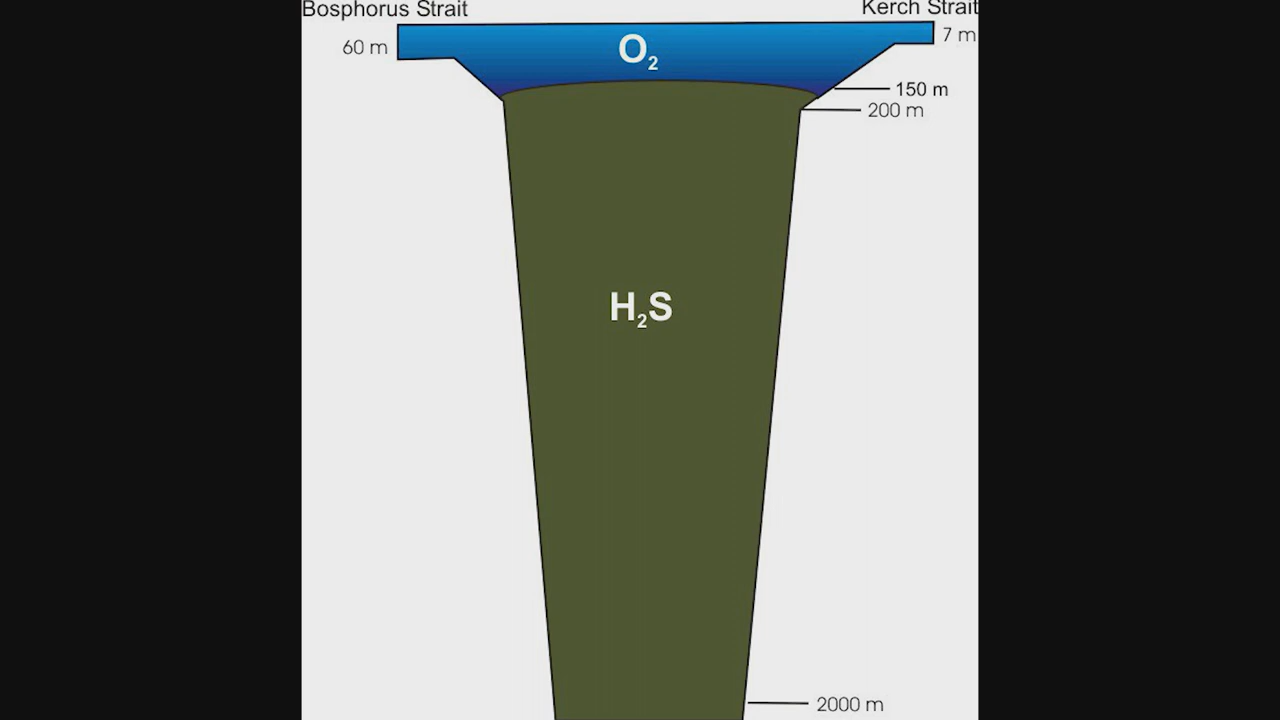 Bosphorus Strait
Kerch Strait
60 m
O₂
7 m
150 m
200 m
H₂S
2000 m